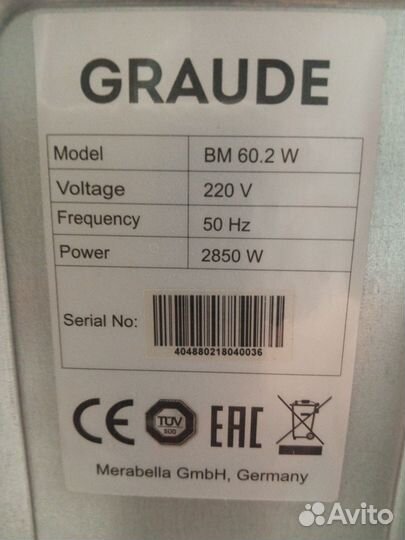 GRAUDE
Model BM 60.2 W
Voltage 220 V
Frequency 50 Hz
Power 2850 W
Serial No:
404880218040036
CE TÜV SÜD EAC
Merabella GmbH, Germany
Avito